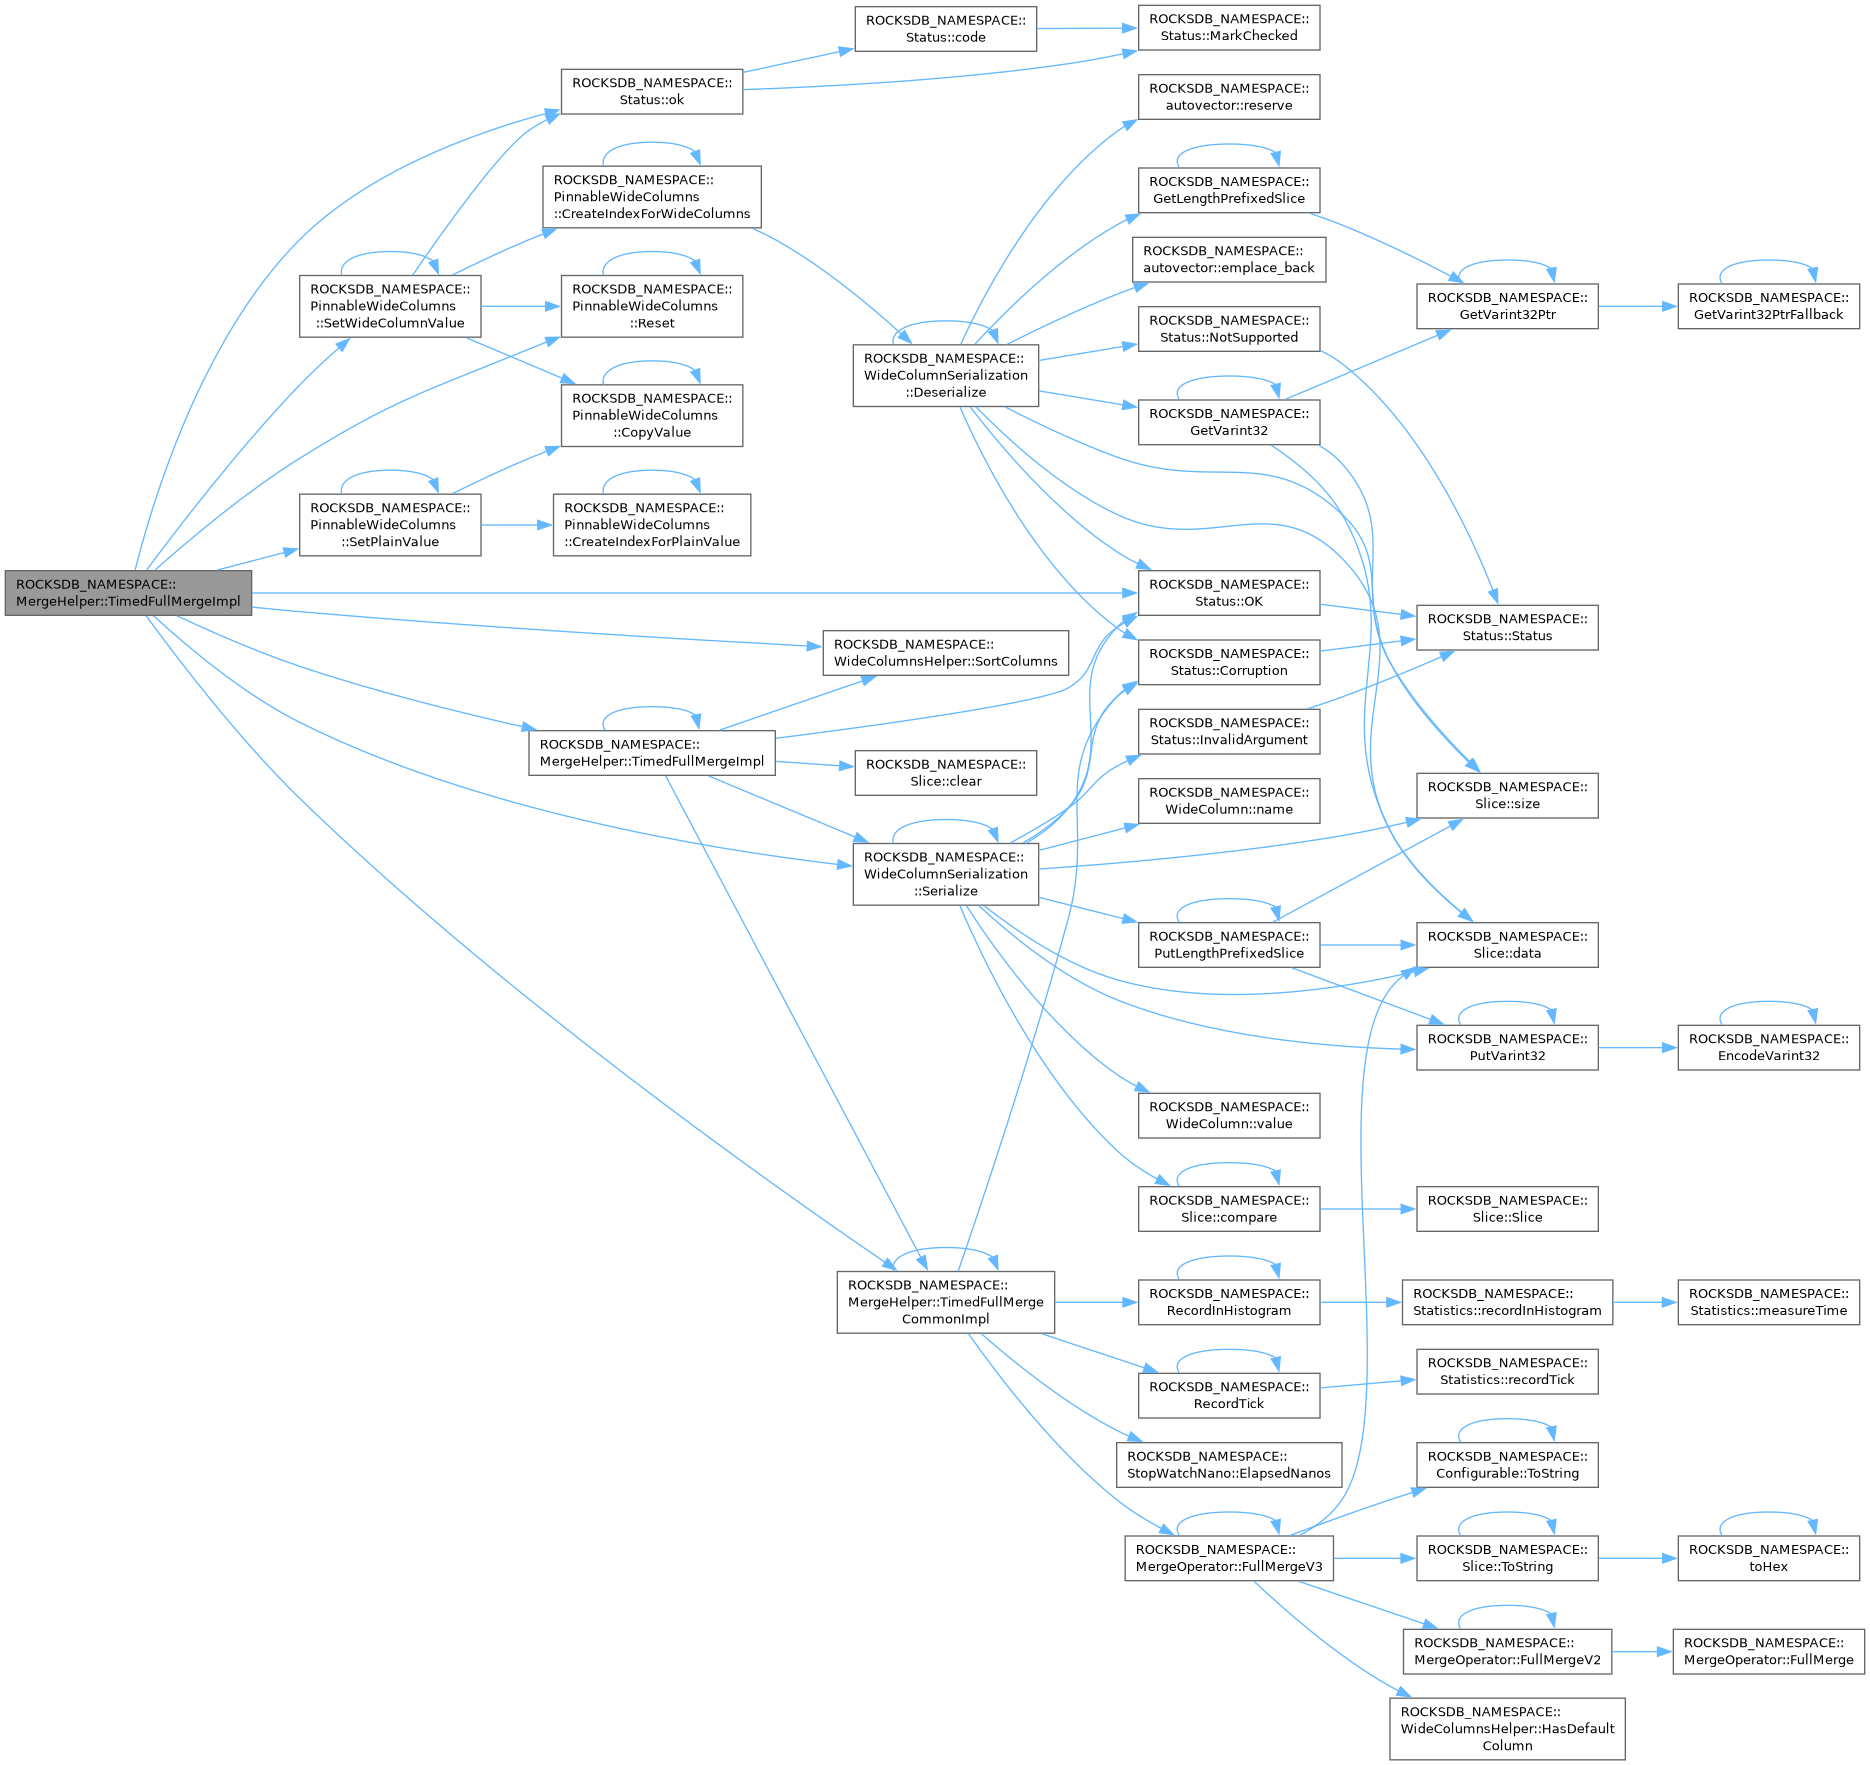 ROCKSDB_NAMESPACE::
MergeHelper::TimedFullMergeImpl
ROCKSDB_NAMESPACE::
Status::ok
ROCKSDB_NAMESPACE::
Status::code
ROCKSDB_NAMESPACE::
Status::MarkChecked
ROCKSDB_NAMESPACE::
PinnableWideColumns
::SetWideColumnValue
ROCKSDB_NAMESPACE::
PinnableWideColumns
::CreateIndexForWideColumns
ROCKSDB_NAMESPACE::
PinnableWideColumns
::Reset
ROCKSDB_NAMESPACE::
PinnableWideColumns
::CopyValue
ROCKSDB_NAMESPACE::
PinnableWideColumns
::SetPlainValue
ROCKSDB_NAMESPACE::
PinnableWideColumns
::CreateIndexForPlainValue
ROCKSDB_NAMESPACE::
WideColumnSerialization
::Deserialize
ROCKSDB_NAMESPACE::
autovector::reserve
ROCKSDB_NAMESPACE::
GetLengthPrefixedSlice
ROCKSDB_NAMESPACE::
autovector::emplace_back
ROCKSDB_NAMESPACE::
Status::NotSupported
ROCKSDB_NAMESPACE::
GetVarint32
ROCKSDB_NAMESPACE::
GetVarint32Ptr
ROCKSDB_NAMESPACE::
GetVarint32PtrFallback
ROCKSDB_NAMESPACE::
Status::OK
ROCKSDB_NAMESPACE::
Status::Corruption
ROCKSDB_NAMESPACE::
Status::InvalidArgument
ROCKSDB_NAMESPACE::
Status::Status
ROCKSDB_NAMESPACE::
WideColumnsHelper::SortColumns
ROCKSDB_NAMESPACE::
MergeHelper::TimedFullMergeImpl
ROCKSDB_NAMESPACE::
Slice::clear
ROCKSDB_NAMESPACE::
WideColumnSerialization
::Serialize
ROCKSDB_NAMESPACE::
WideColumn::name
ROCKSDB_NAMESPACE::
Slice::size
ROCKSDB_NAMESPACE::
PutLengthPrefixedSlice
ROCKSDB_NAMESPACE::
Slice::data
ROCKSDB_NAMESPACE::
PutVarint32
ROCKSDB_NAMESPACE::
EncodeVarint32
ROCKSDB_NAMESPACE::
WideColumn::value
ROCKSDB_NAMESPACE::
Slice::compare
ROCKSDB_NAMESPACE::
Slice::Slice
ROCKSDB_NAMESPACE::
MergeHelper::TimedFullMerge
CommonImpl
ROCKSDB_NAMESPACE::
RecordInHistogram
ROCKSDB_NAMESPACE::
Statistics::recordInHistogram
ROCKSDB_NAMESPACE::
Statistics::measureTime
ROCKSDB_NAMESPACE::
RecordTick
ROCKSDB_NAMESPACE::
Statistics::recordTick
ROCKSDB_NAMESPACE::
StopWatchNano::ElapsedNanos
ROCKSDB_NAMESPACE::
MergeOperator::FullMergeV3
ROCKSDB_NAMESPACE::
Configurable::ToString
ROCKSDB_NAMESPACE::
Slice::ToString
ROCKSDB_NAMESPACE::
toHex
ROCKSDB_NAMESPACE::
MergeOperator::FullMergeV2
ROCKSDB_NAMESPACE::
MergeOperator::FullMerge
ROCKSDB_NAMESPACE::
WideColumnsHelper::HasDefault
Column